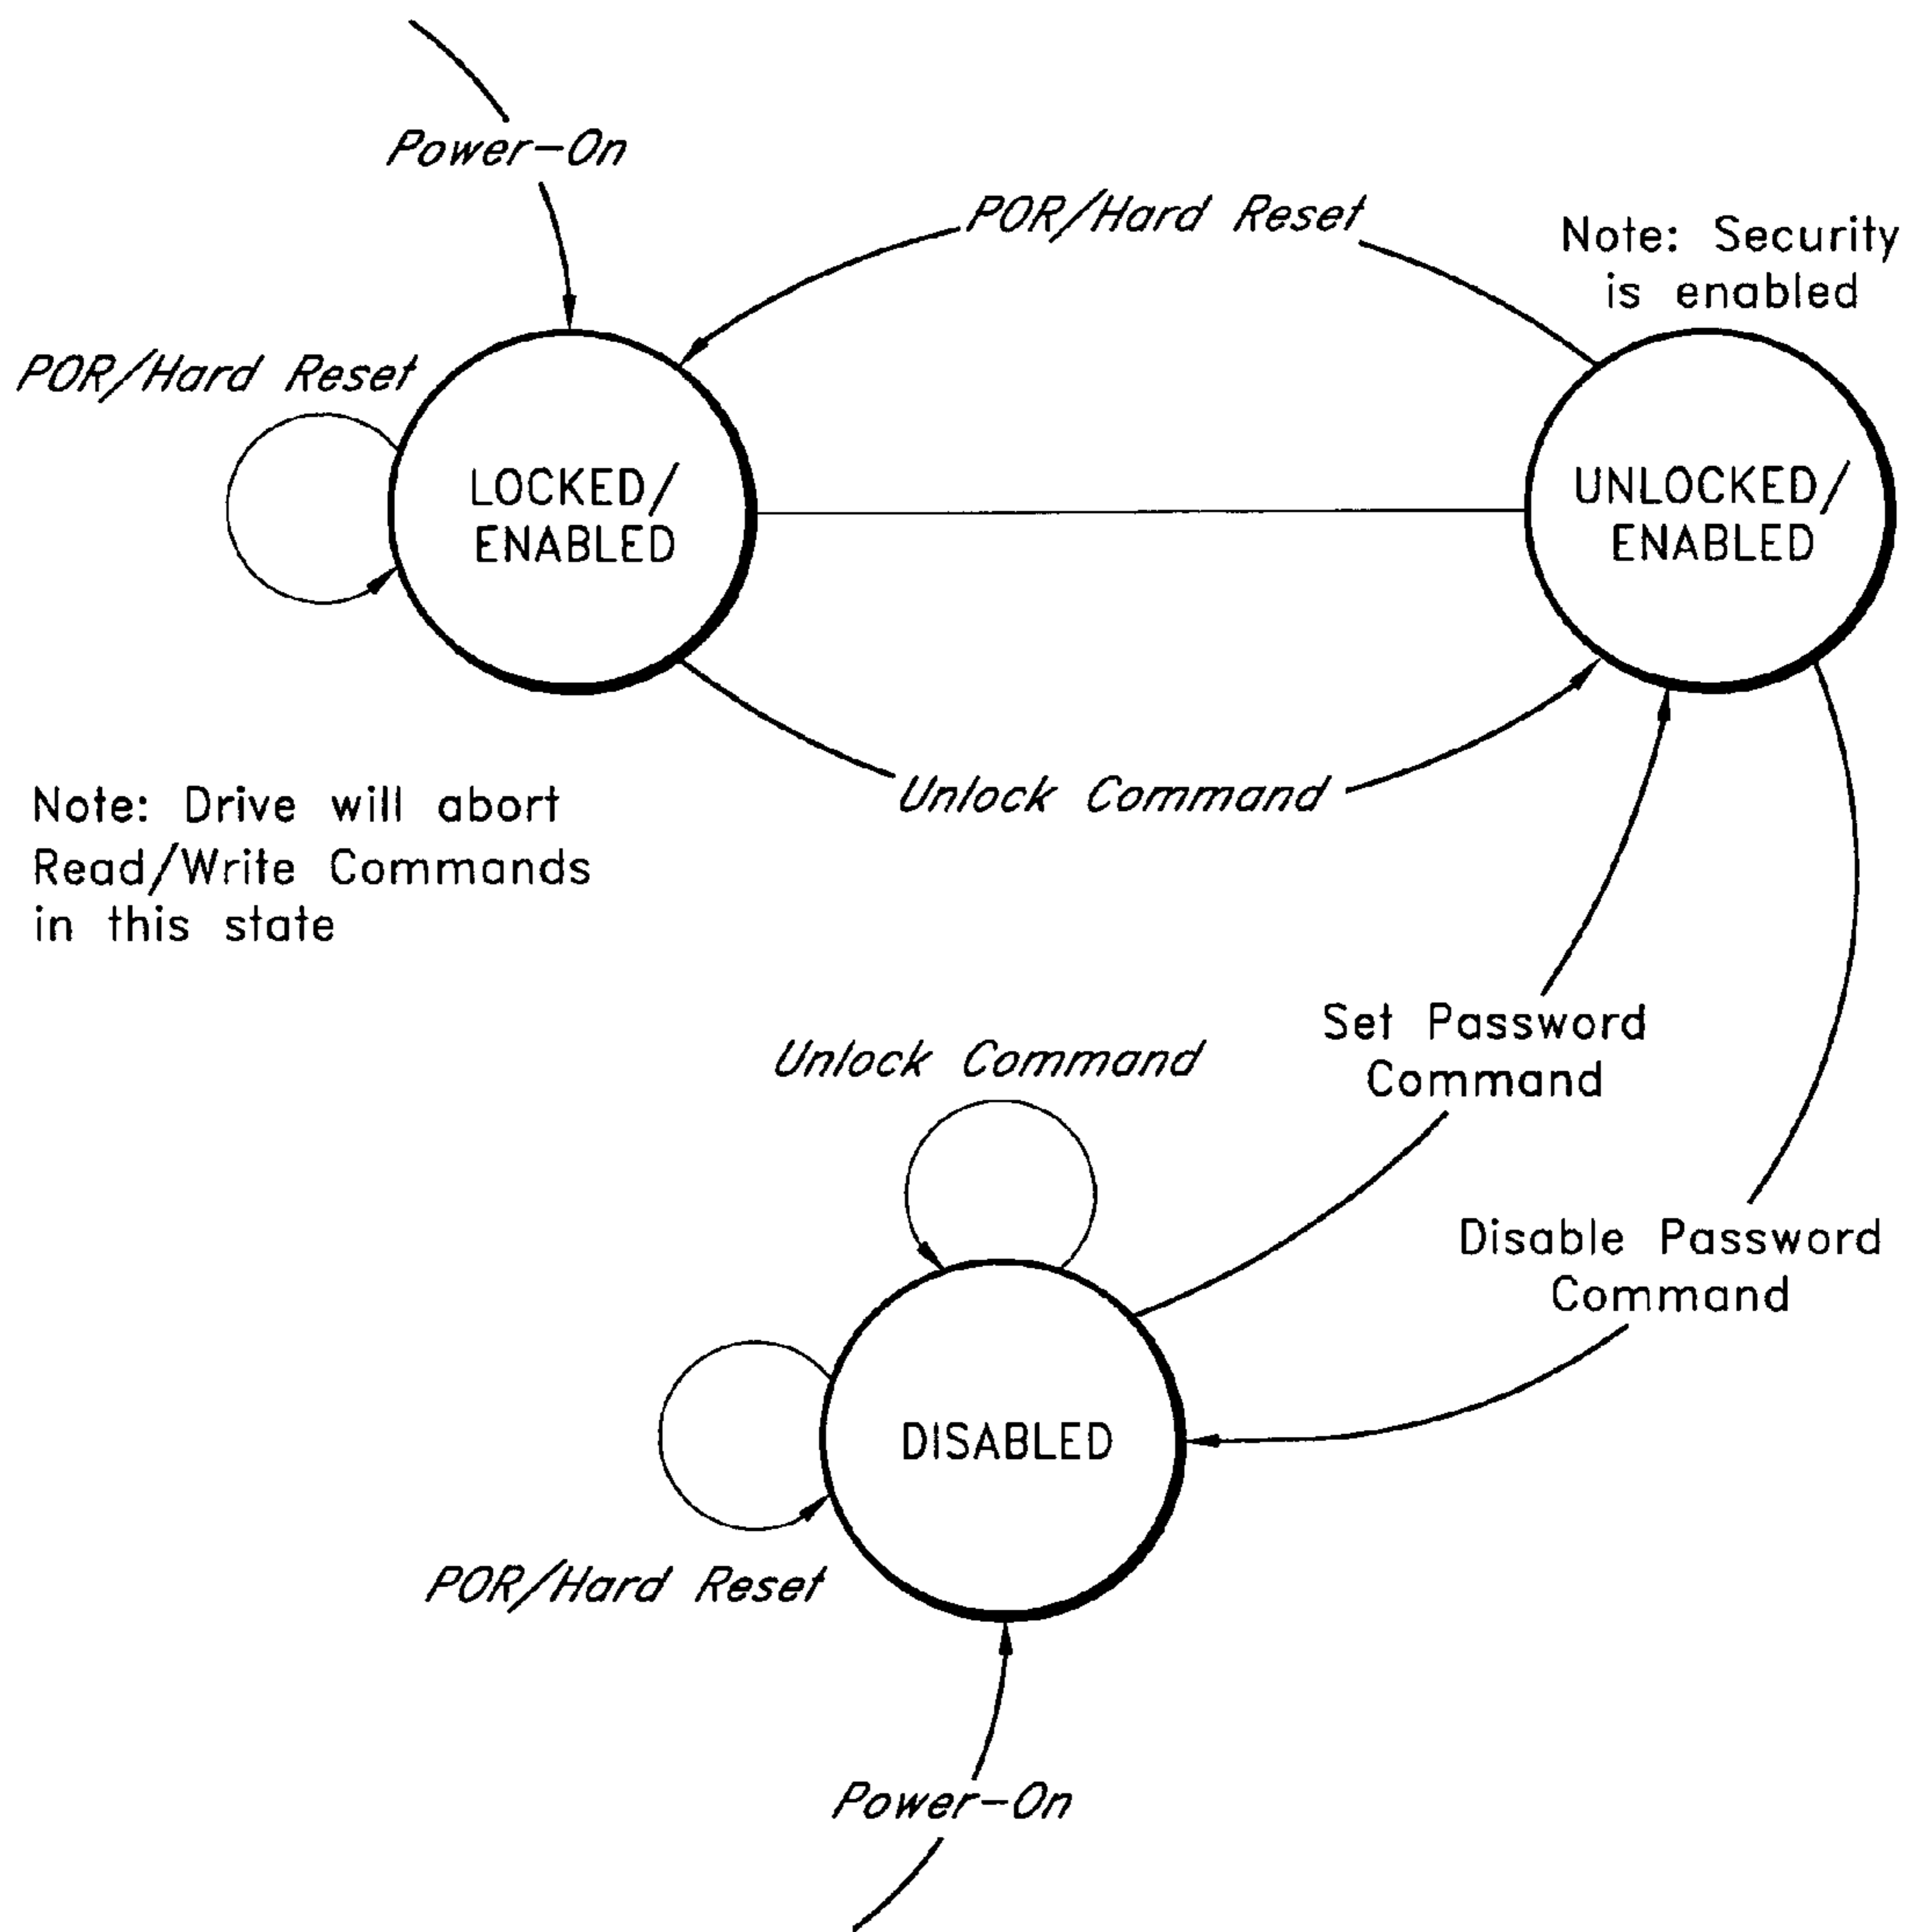 Power-On
POR/Hard Reset
Note: Security
is enabled
POR/Hard Reset
LOCKED/
ENABLED
UNLOCKED/
ENABLED
Unlock Command
Note: Drive will abort
Read/Write Commands
in this state
Set Password
Command
Unlock Command
Disable Password
Command
DISABLED
POR/Hard Reset
Power-On